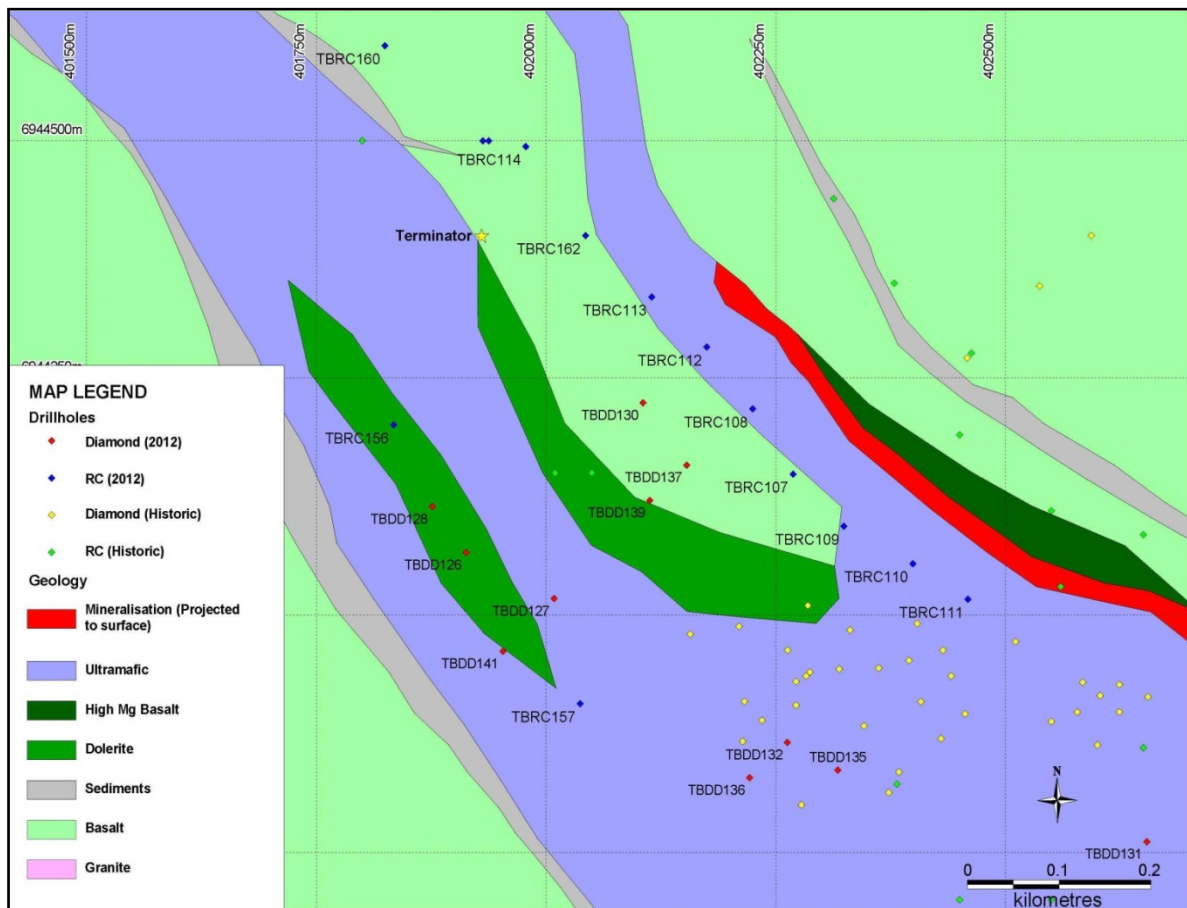 401500m
401750m
402000m
402250m
402500m
TBRC160
6944500m
TBRC114
Terminator
TBRC162
TBRC113
TBRC112
TBDD130
TBRC108
TBRC156
TBDD137
TBRC107
TBDD128
TBDD139
TBRC109
TBDD126
TBRC110
TBDD127
TBRC111
TBDD141
TBRC157
TBDD132
TBDD135
TBDD136
TBDD131
MAP LEGEND
Drillholes
Diamond (2012)
RC (2012)
Diamond (Historic)
RC (Historic)
Geology
Mineralisation (Projected
to surface)
Ultramafic
High Mg Basalt
Dolerite
Sediments
Basalt
Granite
N
0 0.1 0.2
kilometres